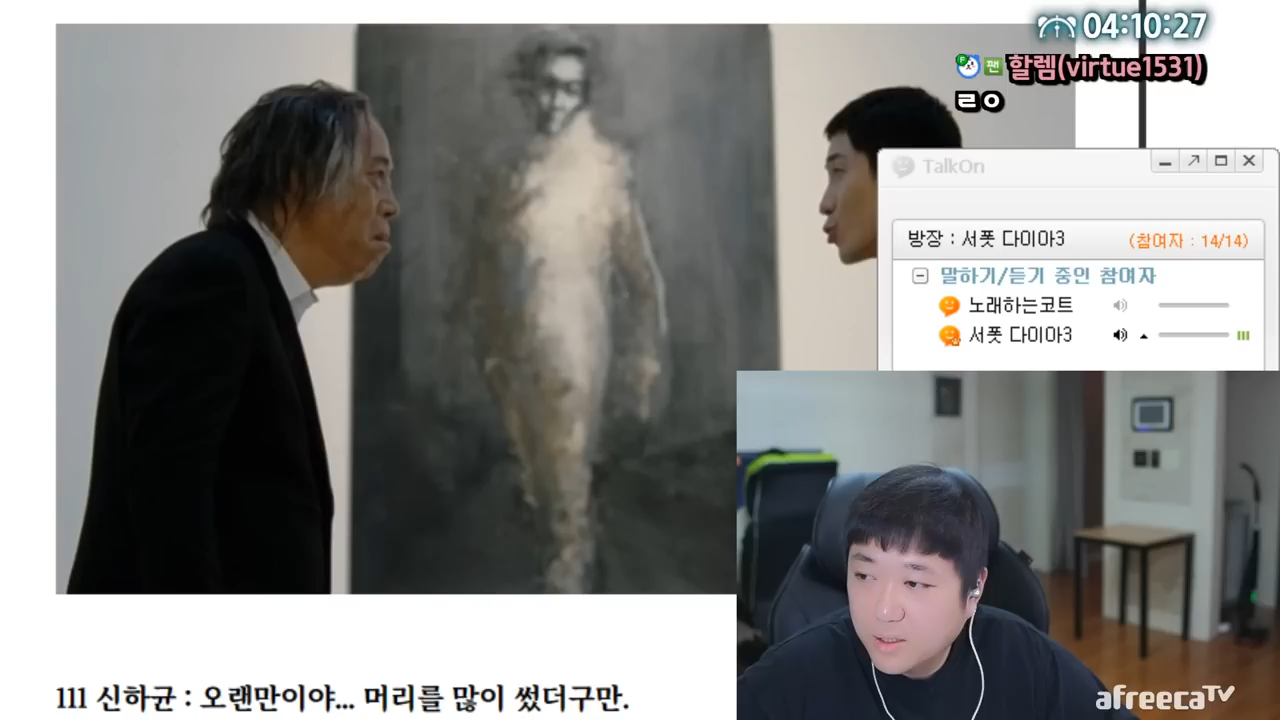 04:10:27
팬 할렘(virtue1531)
ㄹㅇ
TalkOn
방장 : 서폿 다이아3 (참여자 : 14/14)
말하기/듣기 중인 참여자
노래하는코트
서폿 다이아3
111 신하균 : 오랜만이야... 머리를 많이 썼더구만.
afreecaTV